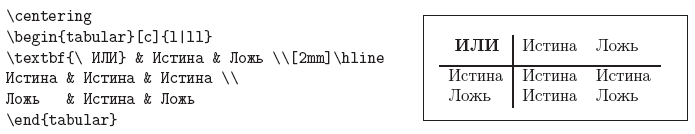 \centering
\begin{tabular}[c]{l|ll}
\textbf{\ ИЛИ} & Истина & Ложь \\[2mm]\hline
Истина & Истина & Истина \\
Ложь   & Истина & Ложь
\end{tabular}
ИЛИ Истина Ложь
Истина Истина Истина
Ложь Истина Ложь